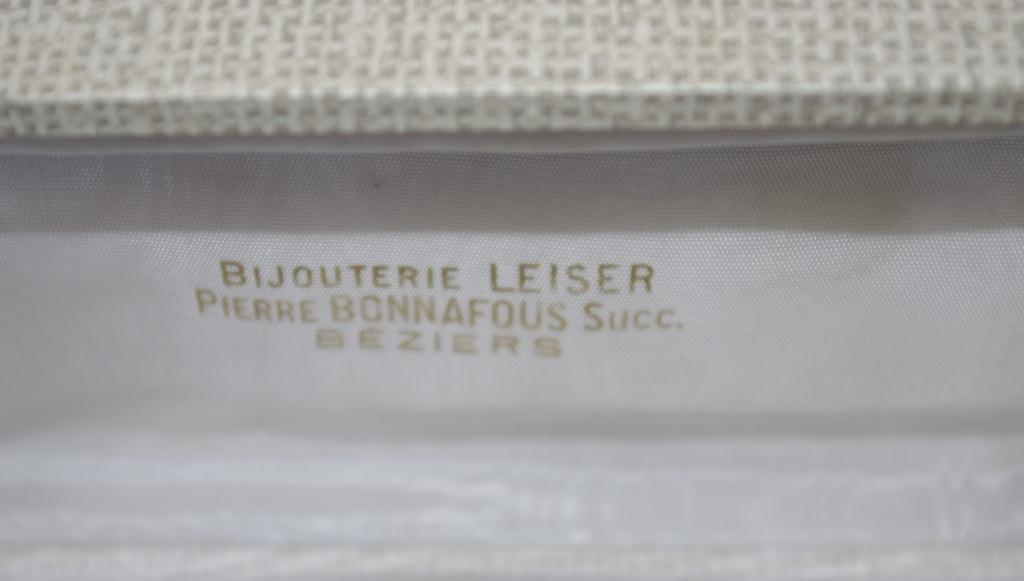 BIJOUTERIE LEISER
PIERRE BONNAFOUS Succ.
BÉZIERS